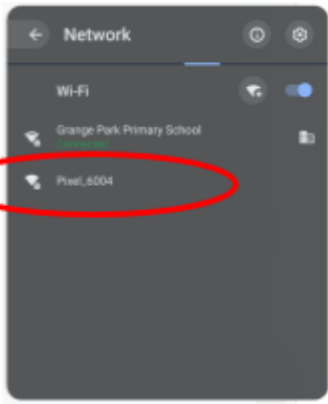 Network
Wi-Fi
Grange Park Primary School
Connected
Pixel_6004